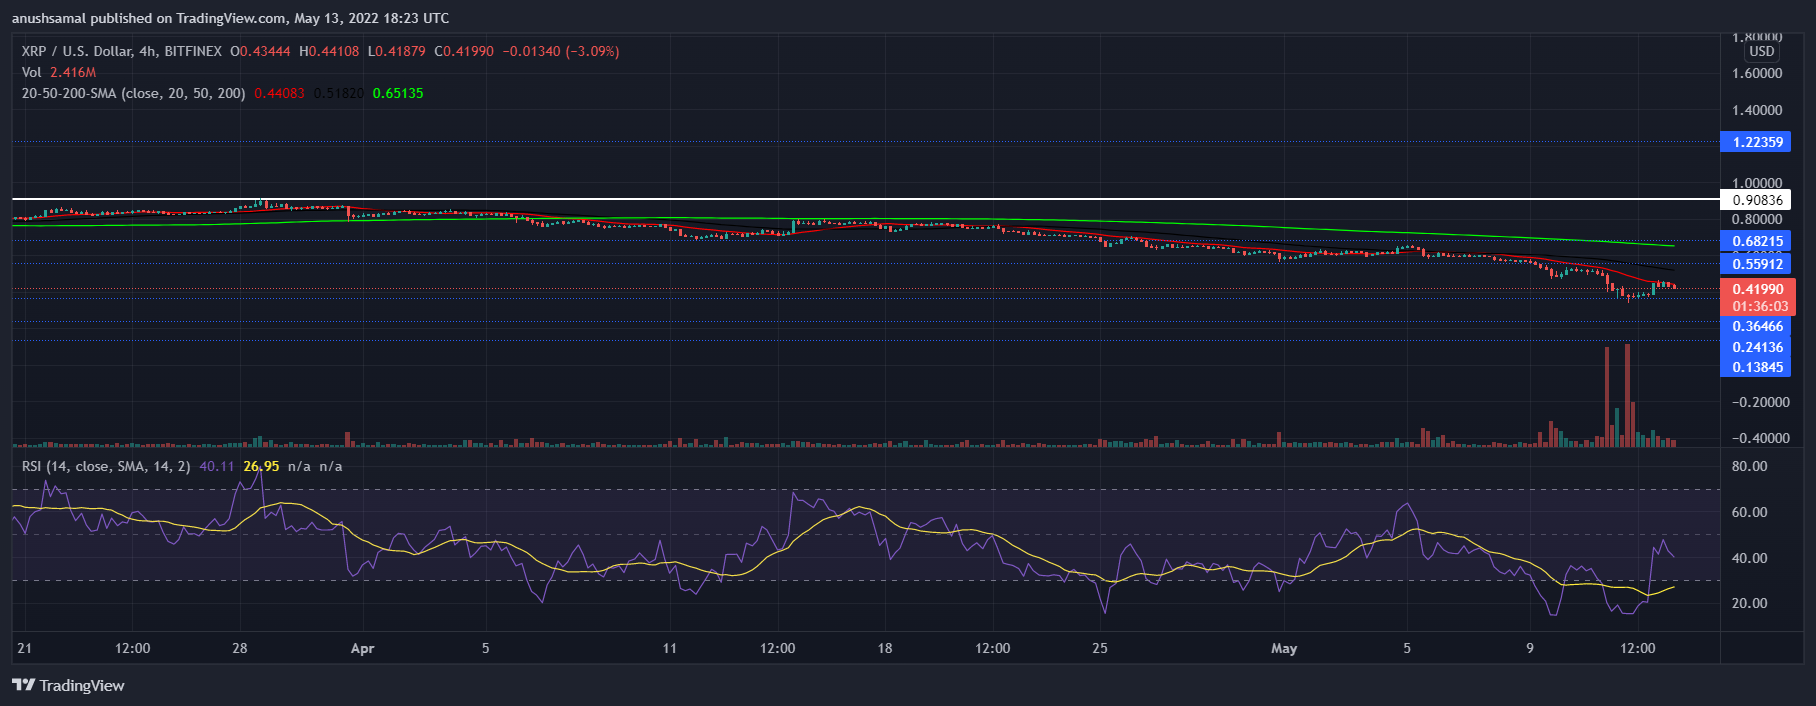 anushsamal published on TradingView.com, May 13, 2022 18:23 UTC
XRP / U.S. Dollar, 4h, BITFINEX O0.43444 H0.44108 L0.41879 C0.41990 −0.01340 (−3.09%)
Vol 2.416M
20-50-200-SMA (close, 20, 50, 200) 0.44083 0.51820 0.65135
1.80000
USD
1.60000
1.40000
1.22359
1.00000
0.90836
0.80000
0.68215
0.55912
0.41990
01:36:03
0.36466
0.24136
0.13845
−0.20000
−0.40000
RSI (14, close, SMA, 14, 2) 40.11 26.95 n/a n/a
80.00
60.00
40.00
20.00
21 12:00 28 Apr 5 11 12:00 18 12:00 25 May 5 9 12:00
TradingView